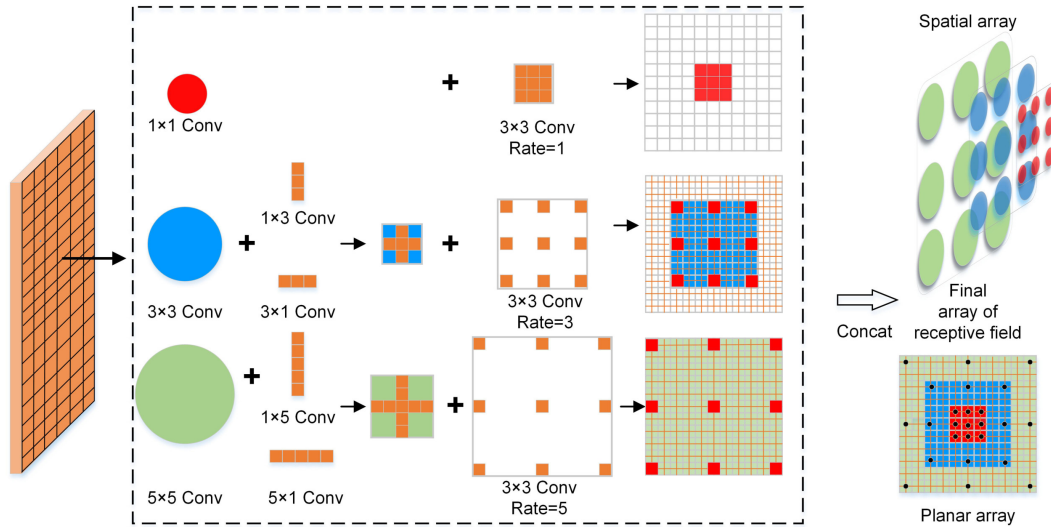 Spatial array
1×1 Conv
+
3×3 Conv
Rate=1
1×3 Conv
+
+
3×3 Conv
3×1 Conv
3×3 Conv
Rate=3
Final
array of
receptive field
Concat
+
1×5 Conv
+
5×5 Conv
5×1 Conv
3×3 Conv
Rate=5
Planar array